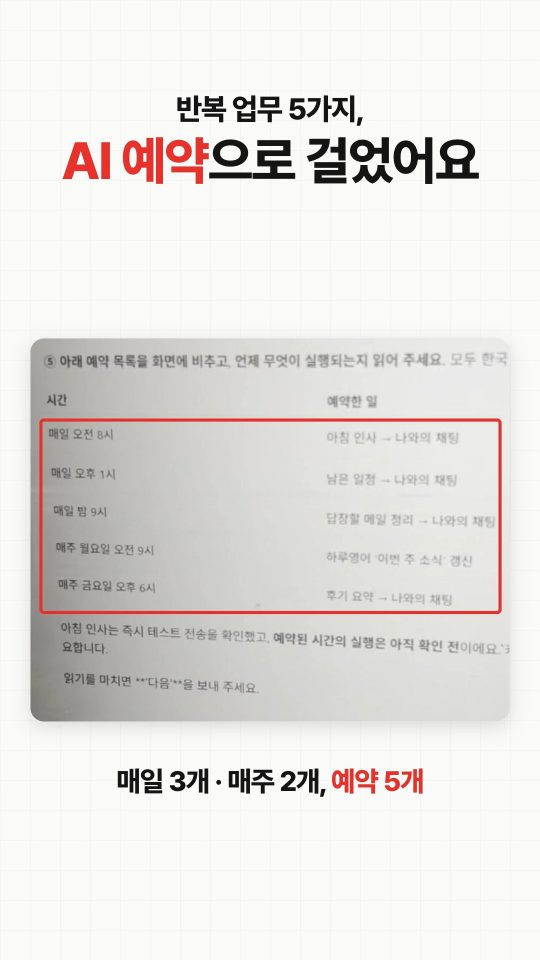 반복 업무 5가지,
AI 예약으로 걸었어요
⑤ 아래 예약 목록을 화면에 비추고, 언제 무엇이 실행되는지 읽어 주세요. 모두 한국
시간 예약한 일
매일 오전 8시 아침 인사 → 나와의 채팅
매일 오후 1시 남은 일정 → 나와의 채팅
매일 밤 9시 답장할 메일 정리 → 나와의 채팅
매주 월요일 오전 9시 하루영어 '이번 주 소식' 갱신
매주 금요일 오후 6시 후기 요약 → 나와의 채팅
아침 인사는 즉시 테스트 전송을 확인했고, 예약된 시간의 실행은 아직 확인 전이에요.
요합니다.
읽기를 마치면 **'다음'**을 보내 주세요.
매일 3개 · 매주 2개, 예약 5개